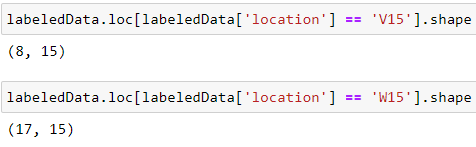 labeledData.loc[labeledData['location'] == 'V15'].shape
(8, 15)
labeledData.loc[labeledData['location'] == 'W15'].shape
(17, 15)